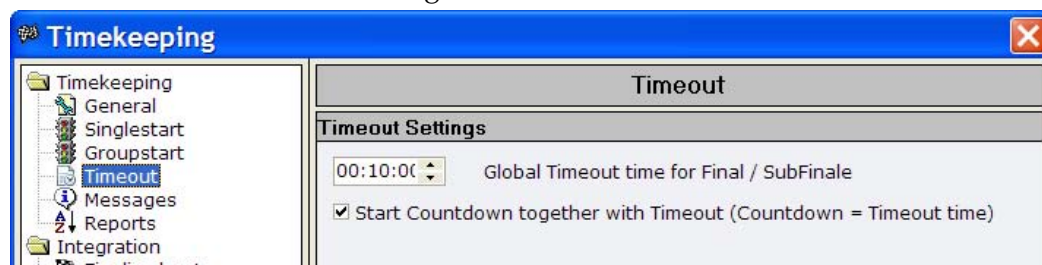 Timekeeping
Timekeeping
General
Singlestart
Groupstart
Timeout
Messages
Reports
Integration
Timeout
Timeout Settings
00:10:0 Global Timeout time for Final / SubFinale
Start Countdown together with Timeout (Countdown = Timeout time)